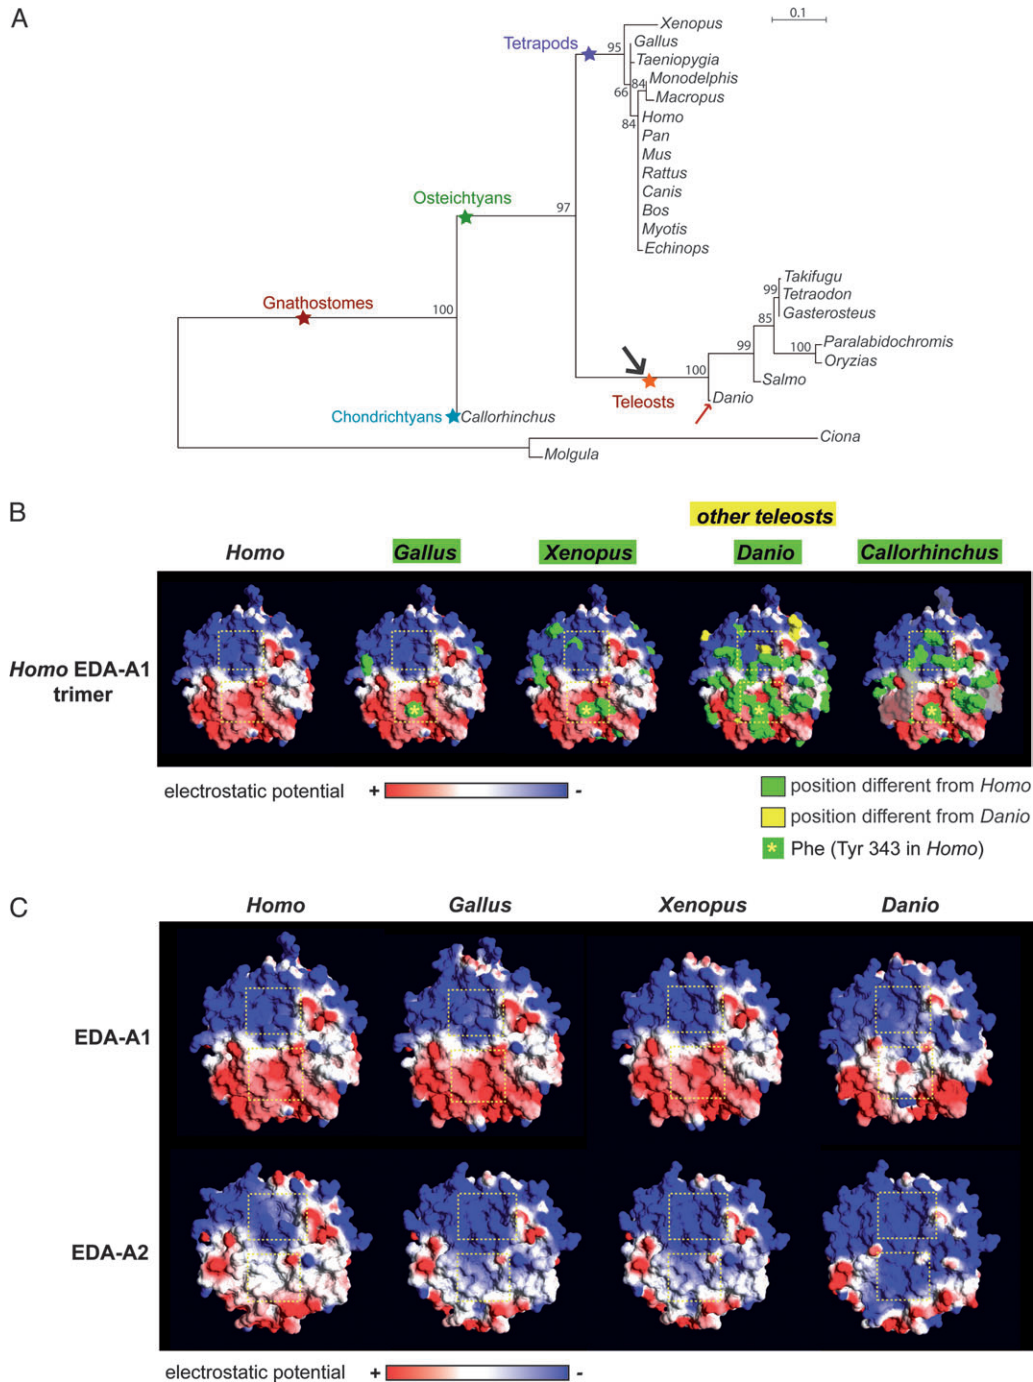 A
0.1
Xenopus
Tetrapods
95
Gallus
Taeniopygia
Monodelphis
84
66
Macropus
84
Homo
Pan
Mus
Rattus
Canis
Bos
Myotis
Echinops
Osteichtyans
97
Gnathostomes
100
Takifugu
99
Tetraodon
Gasterosteus
85
Paralabidochromis
100
Oryzias
99
Salmo
100
Teleosts
Danio
Chondrichtyans
Callorhinchus
Ciona
Molgula
B
other teleosts
Homo
Gallus
Xenopus
Danio
Callorhinchus
Homo EDA-A1
trimer
*
*
*
*
electrostatic potential + -
position different from Homo
position different from Danio
* Phe (Tyr 343 in Homo)
C
Homo
Gallus
Xenopus
Danio
EDA-A1
EDA-A2
electrostatic potential + -